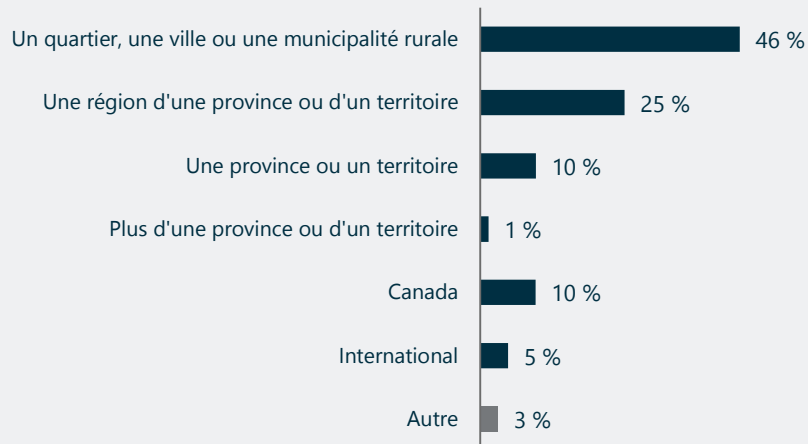 Un quartier, une ville ou une municipalité rurale 46 %
Une région d'une province ou d'un territoire 25 %
Une province ou un territoire 10 %
Plus d'une province ou d'un territoire 1 %
Canada 10 %
International 5 %
Autre 3 %